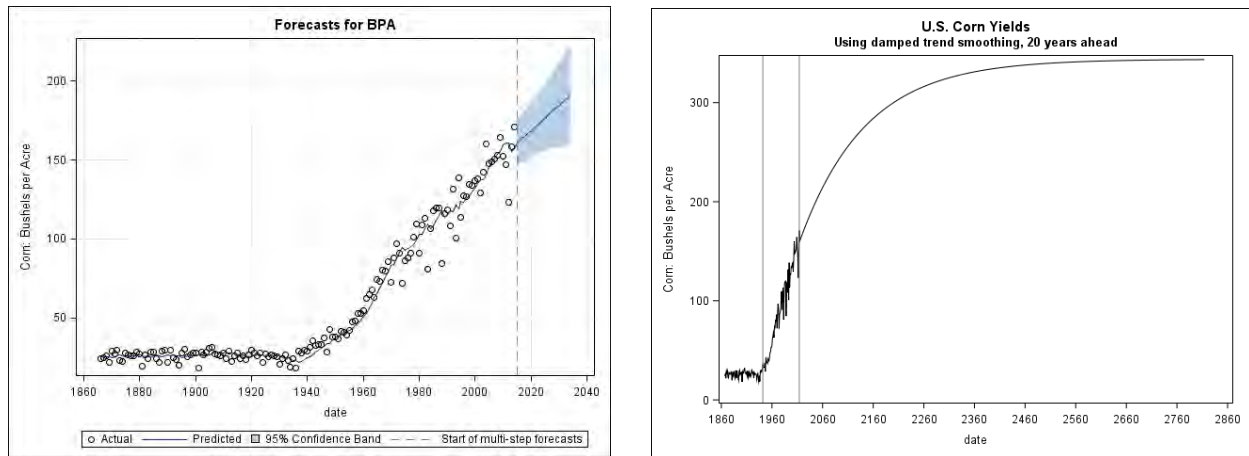 Forecasts for BPA
Corn: Bushels per Acre
200
150
100
50
1860 1880 1900 1920 1940 1960 1980 2000 2020 2040
date
Actual Predicted 95% Confidence Band Start of multi-step forecasts
U.S. Corn Yields
Using damped trend smoothing, 20 years ahead
Corn: Bushels per Acre
300
200
100
0
1860 1960 2060 2160 2260 2360 2460 2560 2660 2760 2860
date